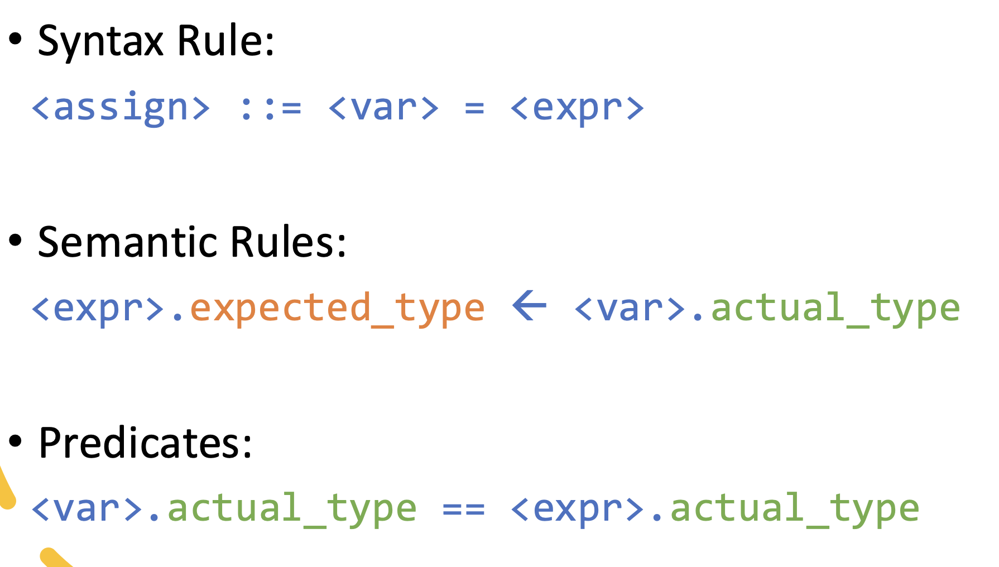 • Syntax Rule:
<assign> ::= <var> = <expr>
• Semantic Rules:
<expr>.expected_type ← <var>.actual_type
• Predicates:
<var>.actual_type == <expr>.actual_type